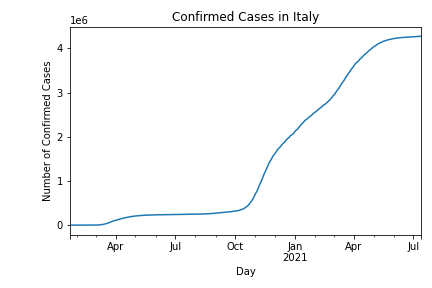 Confirmed Cases in Italy
1e6
Number of Confirmed Cases
4
3
2
1
0
Apr Jul Oct Jan Apr Jul
2021
Day